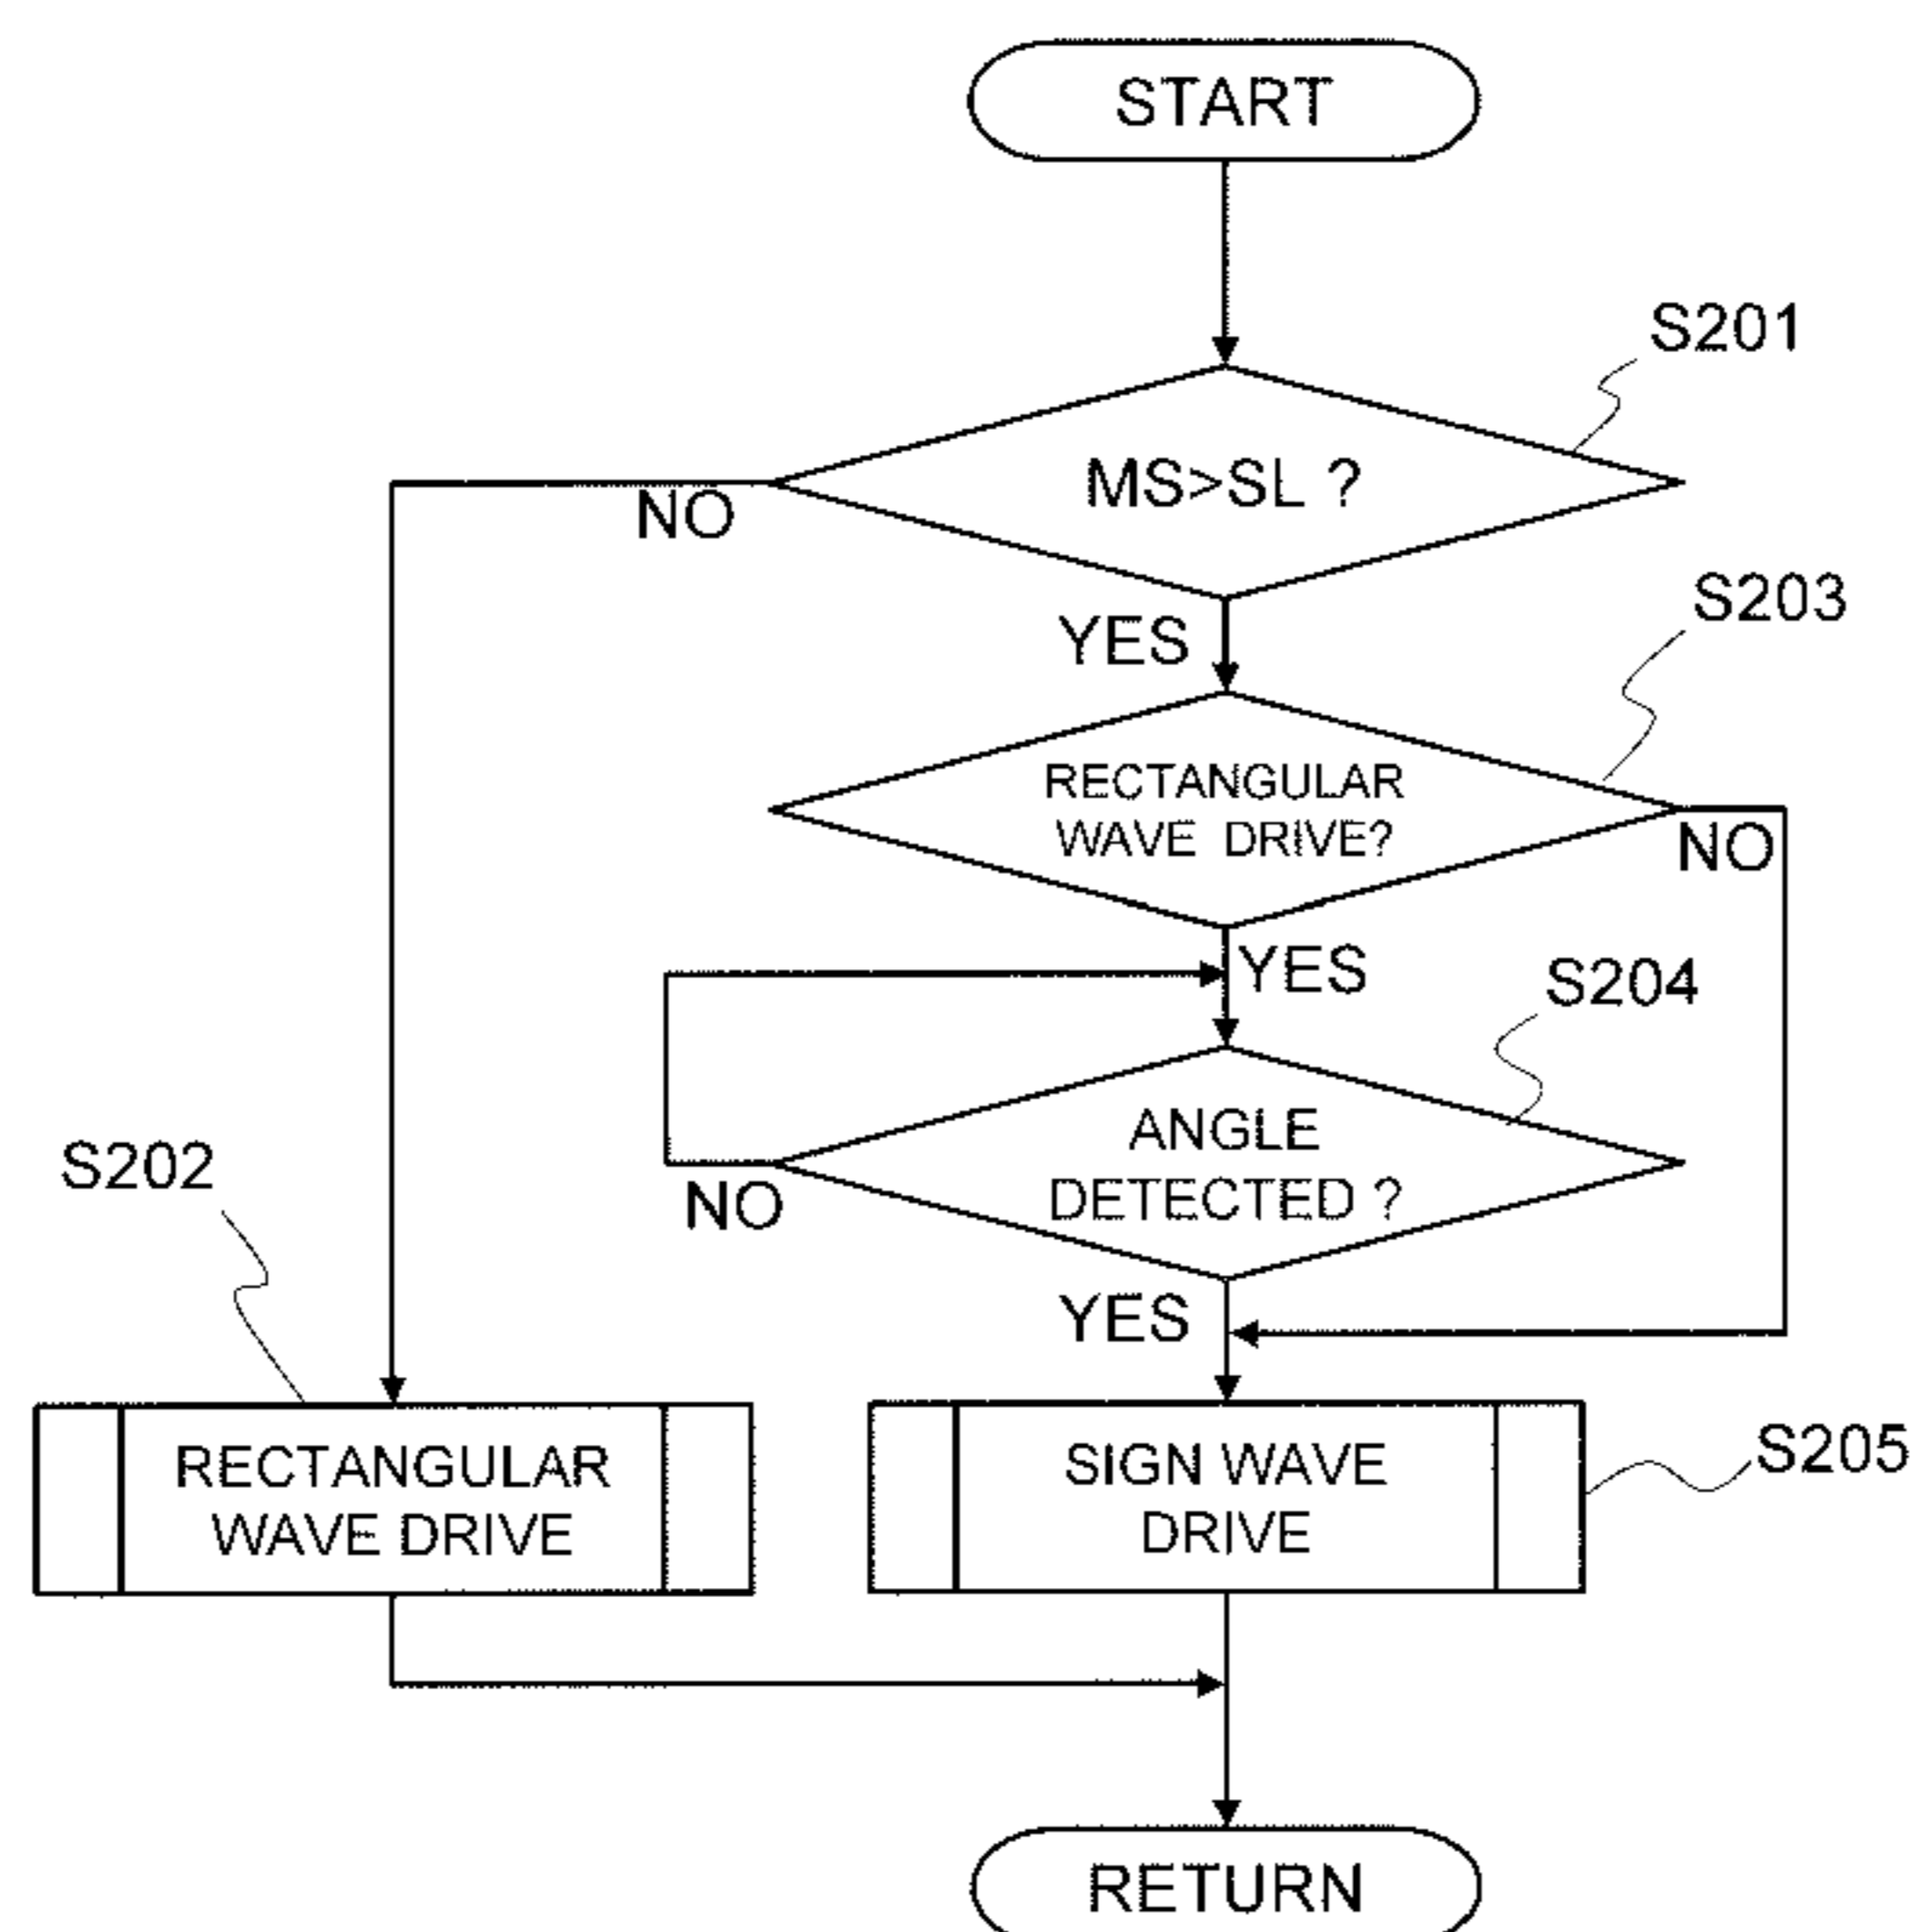 START
S201
MS>SL ?
NO
YES
S203
RECTANGULAR
WAVE DRIVE?
NO
YES
S204
ANGLE
DETECTED ?
NO
YES
S202
RECTANGULAR
WAVE DRIVE
SIGN WAVE
DRIVE
S205
RETURN